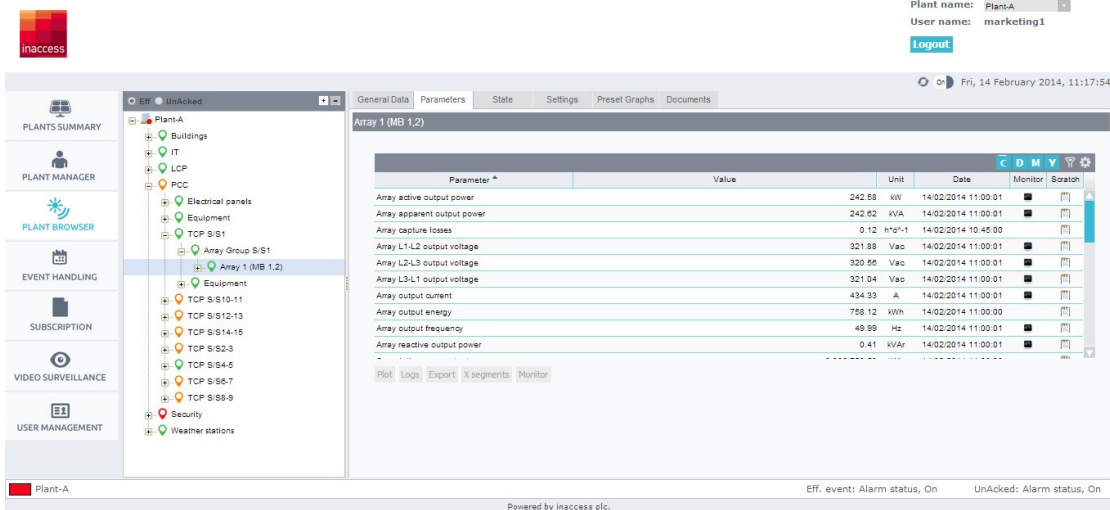 Plant name: Plant-A
inaccess
User name: marketing1
Logout
On Fri, 14 February 2014, 11:17:54
PLANTS SUMMARY
PLANT MANAGER
PLANT BROWSER
EVENT HANDLING
SUBSCRIPTION
VIDEO SURVEILLANCE
USER MANAGEMENT
Eff UnAcked
Plant-A
Buildings
IT
LCP
PCC
Electrical panels
Equipment
TCP S/S1
Array Group S/S1
Array 1 (MB 1,2)
Equipment
TCP S/S10-11
TCP S/S12-13
TCP S/S14-15
TCP S/S2-3
TCP S/S4-5
TCP S/S6-7
TCP S/S8-9
Security
Weather stations
General Data Parameters State Settings Preset Graphs Documents
Array 1 (MB 1,2)
C D M Y
Parameter Value Unit Date Monitor Scratch
Array active output power 242.58 kW 14/02/2014 11:00:01
Array apparent output power 242.62 kVA 14/02/2014 11:00:01
Array capture losses 0.12 h*d^-1 14/02/2014 10:45:00
Array L1-L2 output voltage 321.88 Vac 14/02/2014 11:00:01
Array L2-L3 output voltage 320.56 Vac 14/02/2014 11:00:01
Array L3-L1 output voltage 321.04 Vac 14/02/2014 11:00:01
Array output current 434.33 A 14/02/2014 11:00:01
Array output energy 758.12 kWh 14/02/2014 11:00:00
Array output frequency 49.99 Hz 14/02/2014 11:00:01
Array reactive output power 0.41 kVAr 14/02/2014 11:00:01
Plot Logs Export X segments Monitor
Plant-A Eff. event: Alarm status, On UnAcked: Alarm status, On
Powered by inaccess plc.